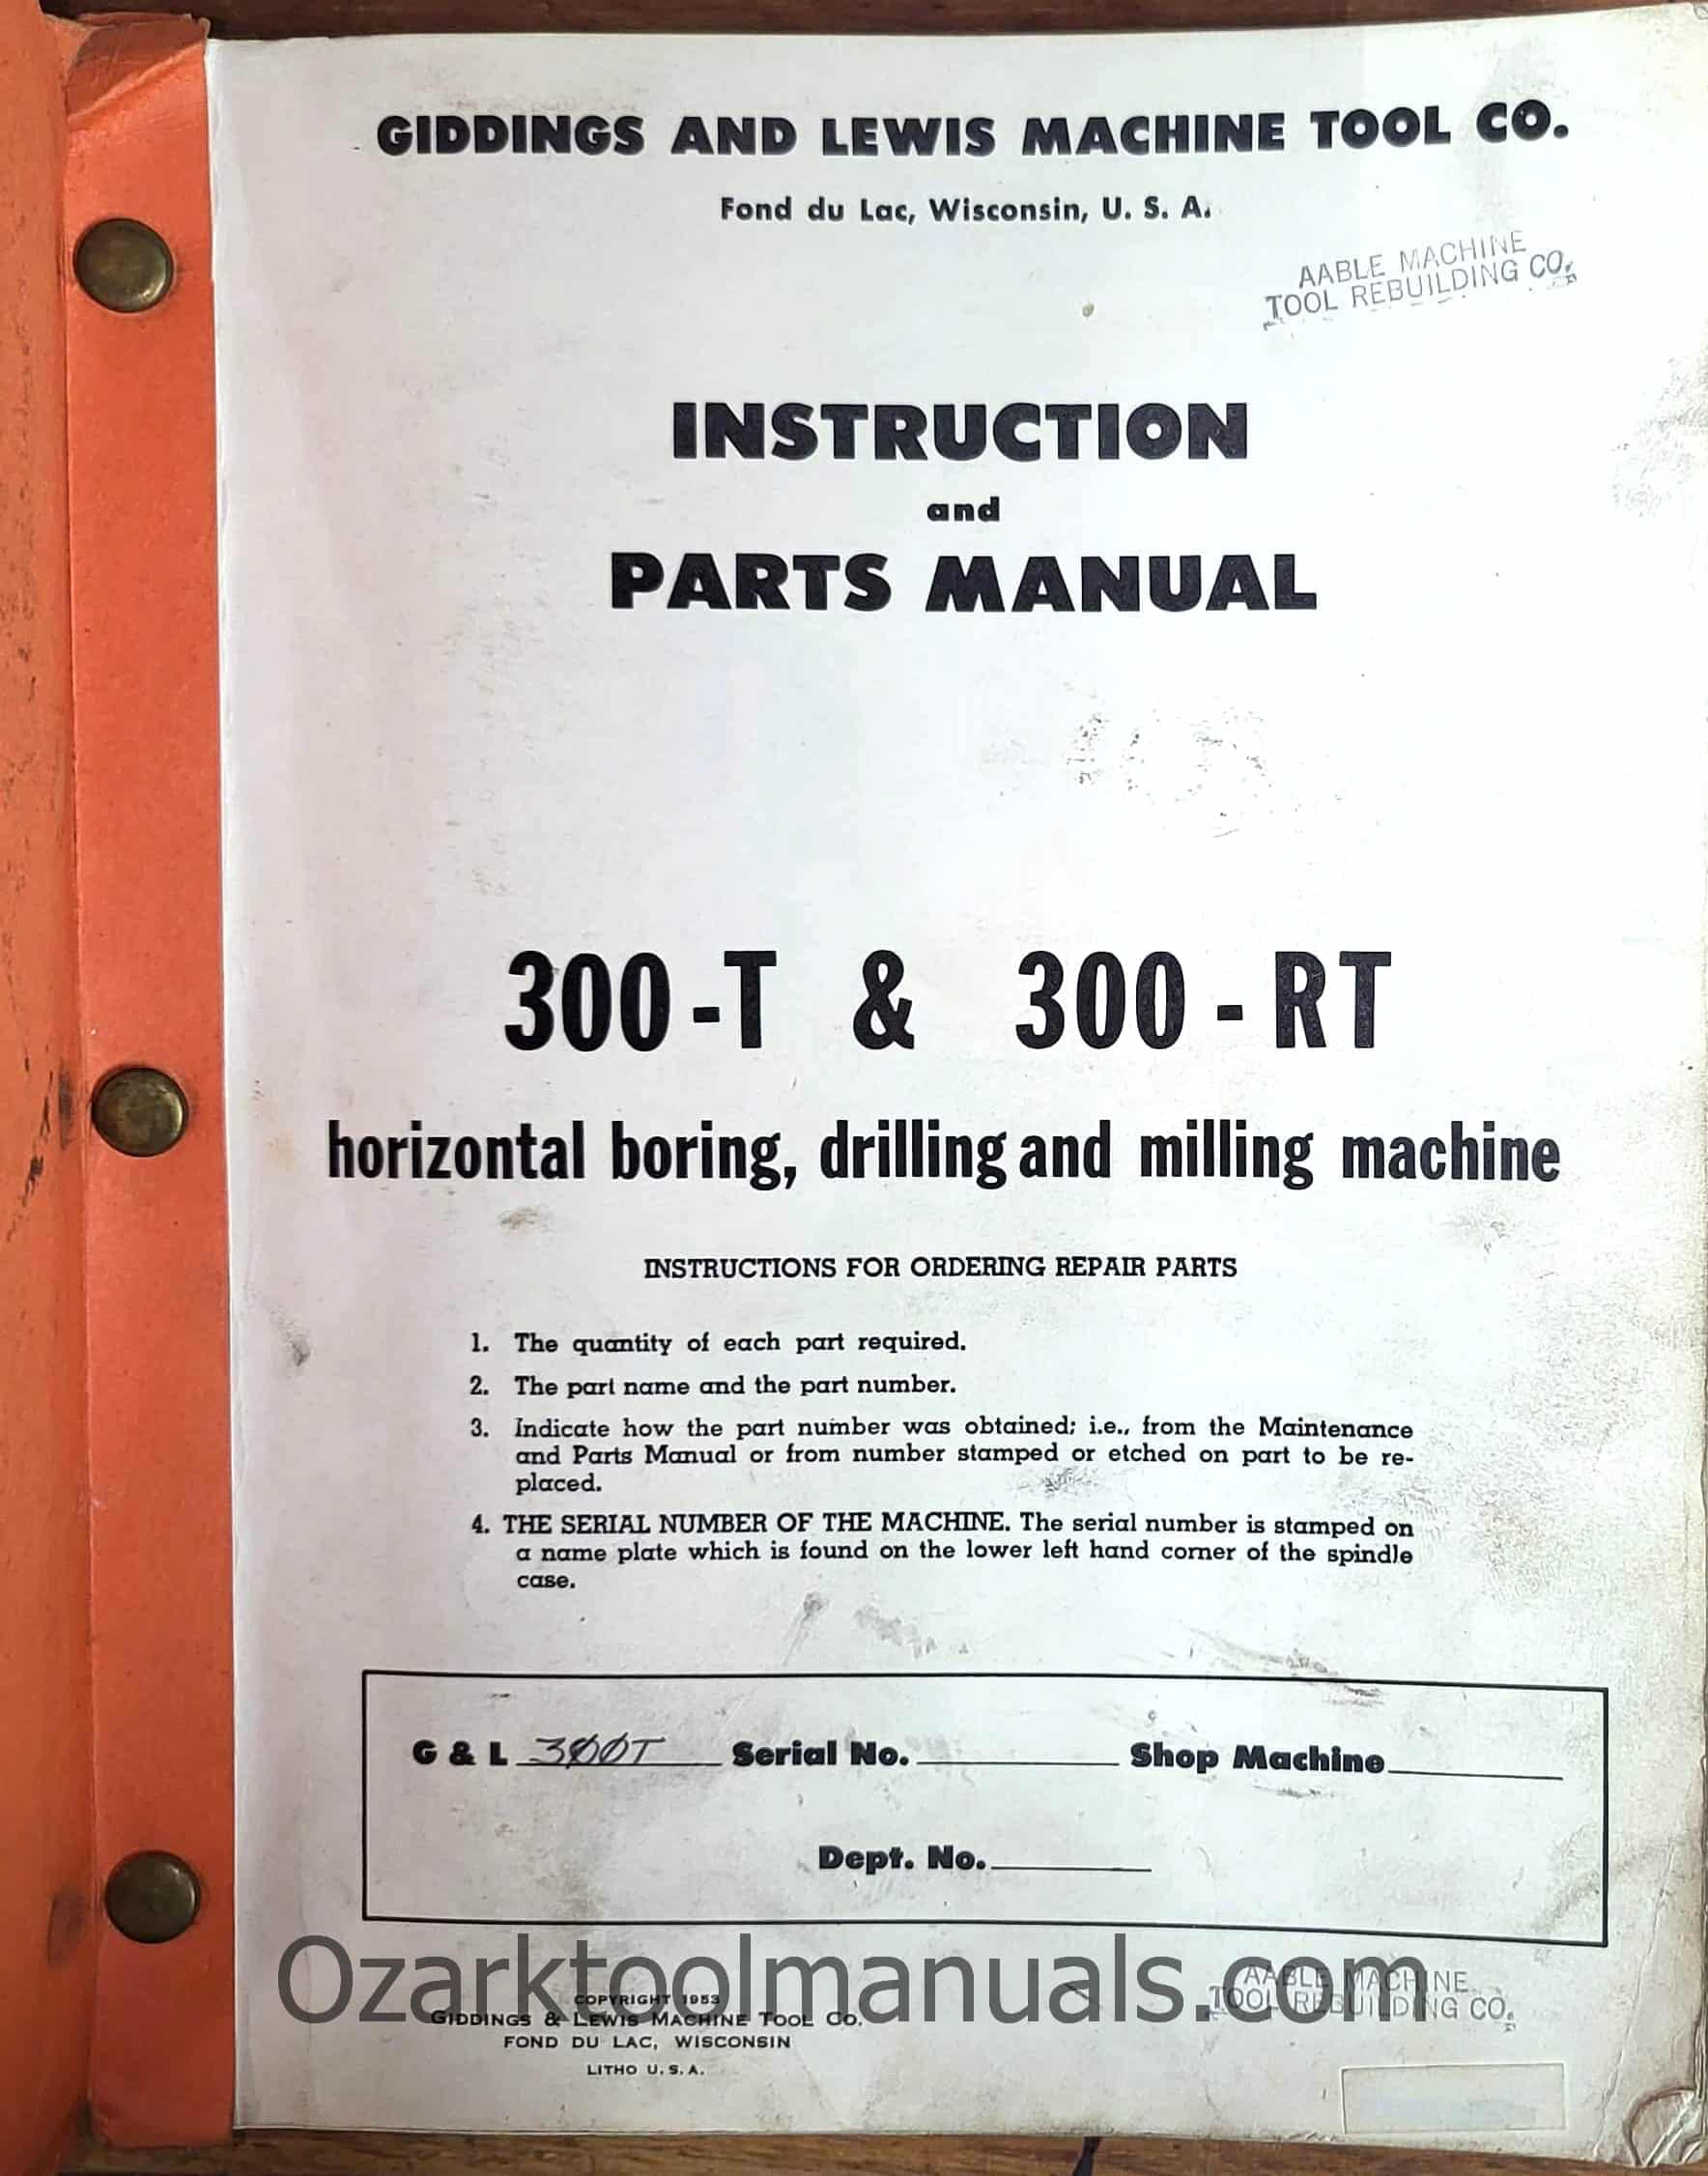 GIDDINGS AND LEWIS MACHINE TOOL CO.
Fond du Lac, Wisconsin, U. S. A.
AABLE MACHINE
TOOL REBUILDING CO.
INSTRUCTION
and
PARTS MANUAL
300-T & 300-RT
horizontal boring, drilling and milling machine
INSTRUCTIONS FOR ORDERING REPAIR PARTS
1. The quantity of each part required.
2. The part name and the part number.
3. Indicate how the part number was obtained; i.e., from the Maintenance
and Parts Manual or from number stamped or etched on part to be re-
placed.
4. THE SERIAL NUMBER OF THE MACHINE. The serial number is stamped on
a name plate which is found on the lower left hand corner of the spindle
case.
G & L 300T Serial No. Shop Machine
Dept. No.
Ozarktoolmanuals.com
AABLE MACHINE
TOOL REBUILDING CO.
COPYRIGHT 1953
GIDDINGS & LEWIS MACHINE TOOL CO.
FOND DU LAC, WISCONSIN
LITHO U. S. A.